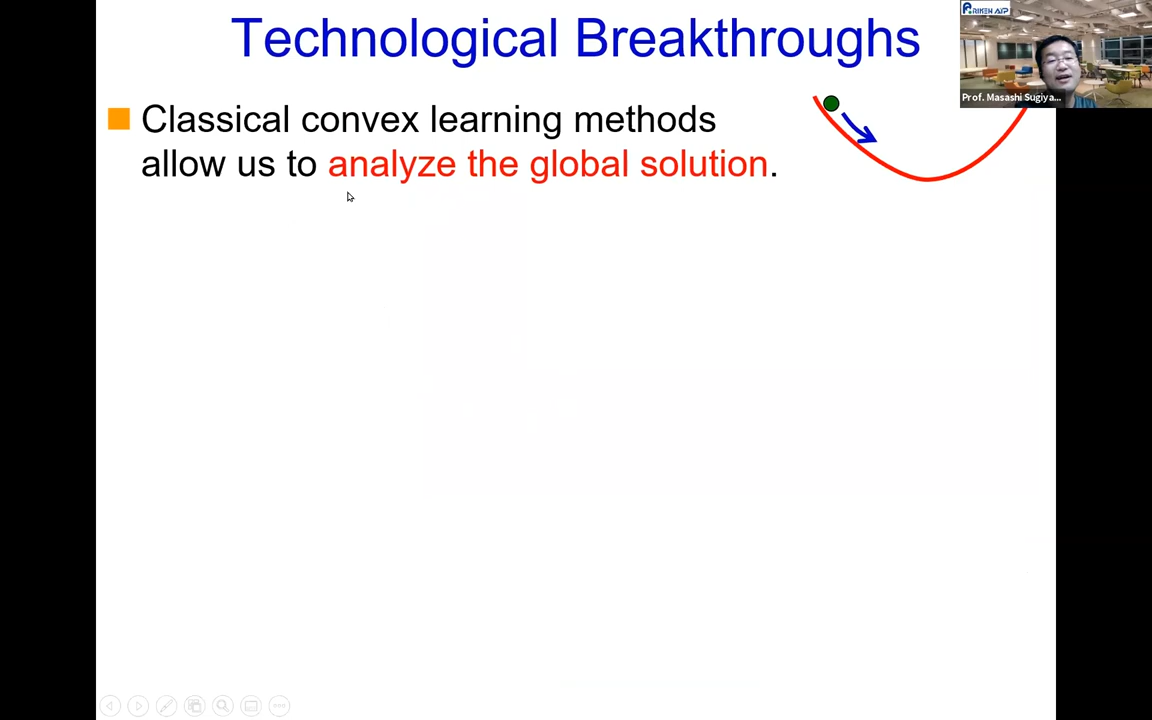 Technological Breakthroughs
RIKEN AIP
Prof. Masashi Sugiya...
Classical convex learning methods
allow us to analyze the global solution.